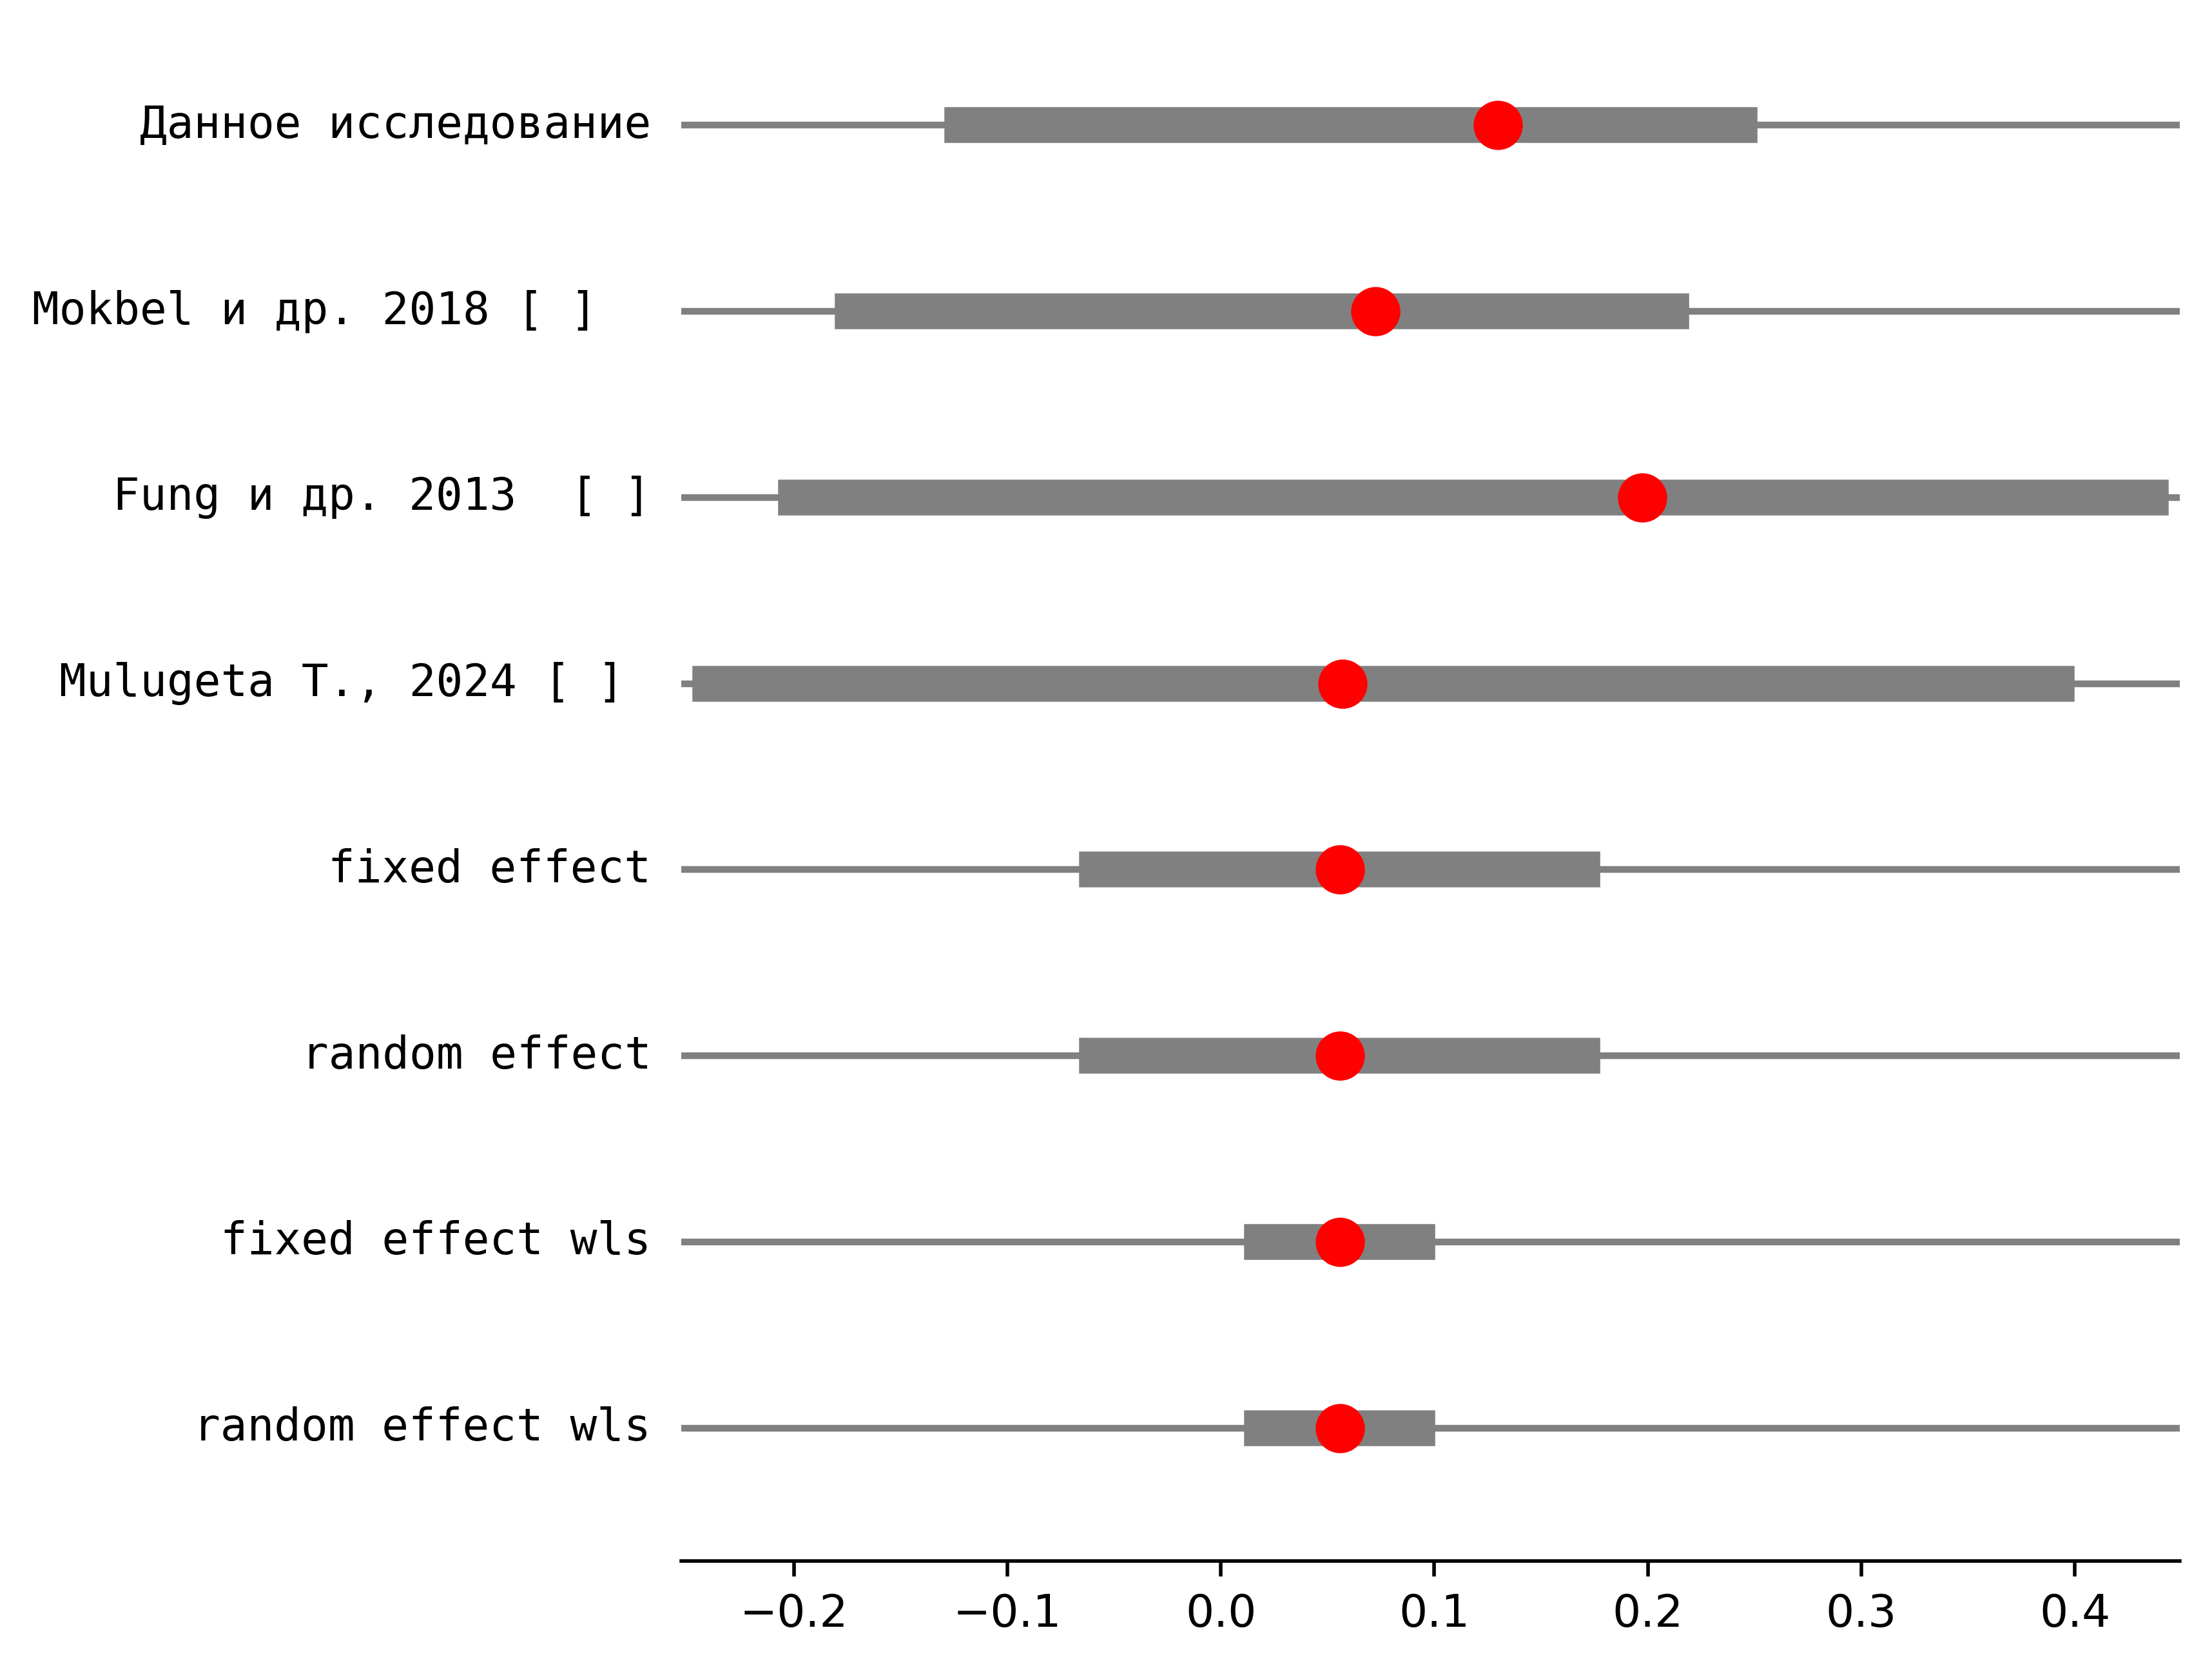 Данное исследование
Mokbel и др. 2018 [ ]
Fung и др. 2013  [ ]
Mulugeta T., 2024 [ ]
fixed effect
random effect
fixed effect wls
random effect wls
−0.2 −0.1 0.0 0.1 0.2 0.3 0.4